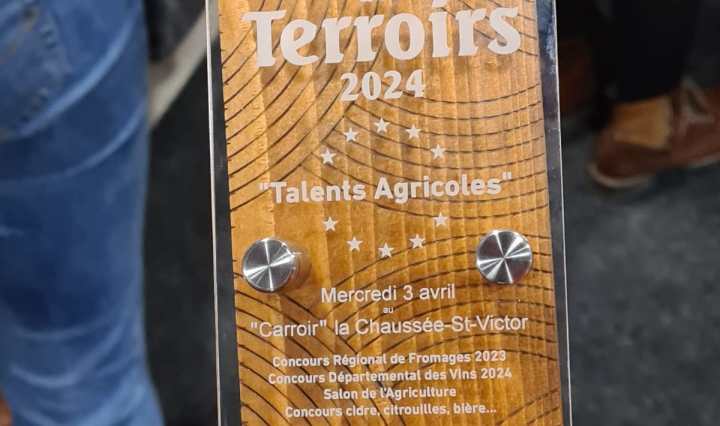 Terroirs
2024
"Talents Agricoles"
Mercredi 3 avril
au
"Carroir" la Chaussée-St-Victor
Concours Régional de Fromages 2023
Concours Départemental des Vins 2024
Salon de l'Agriculture
Concours cidre, citrouilles, bière...